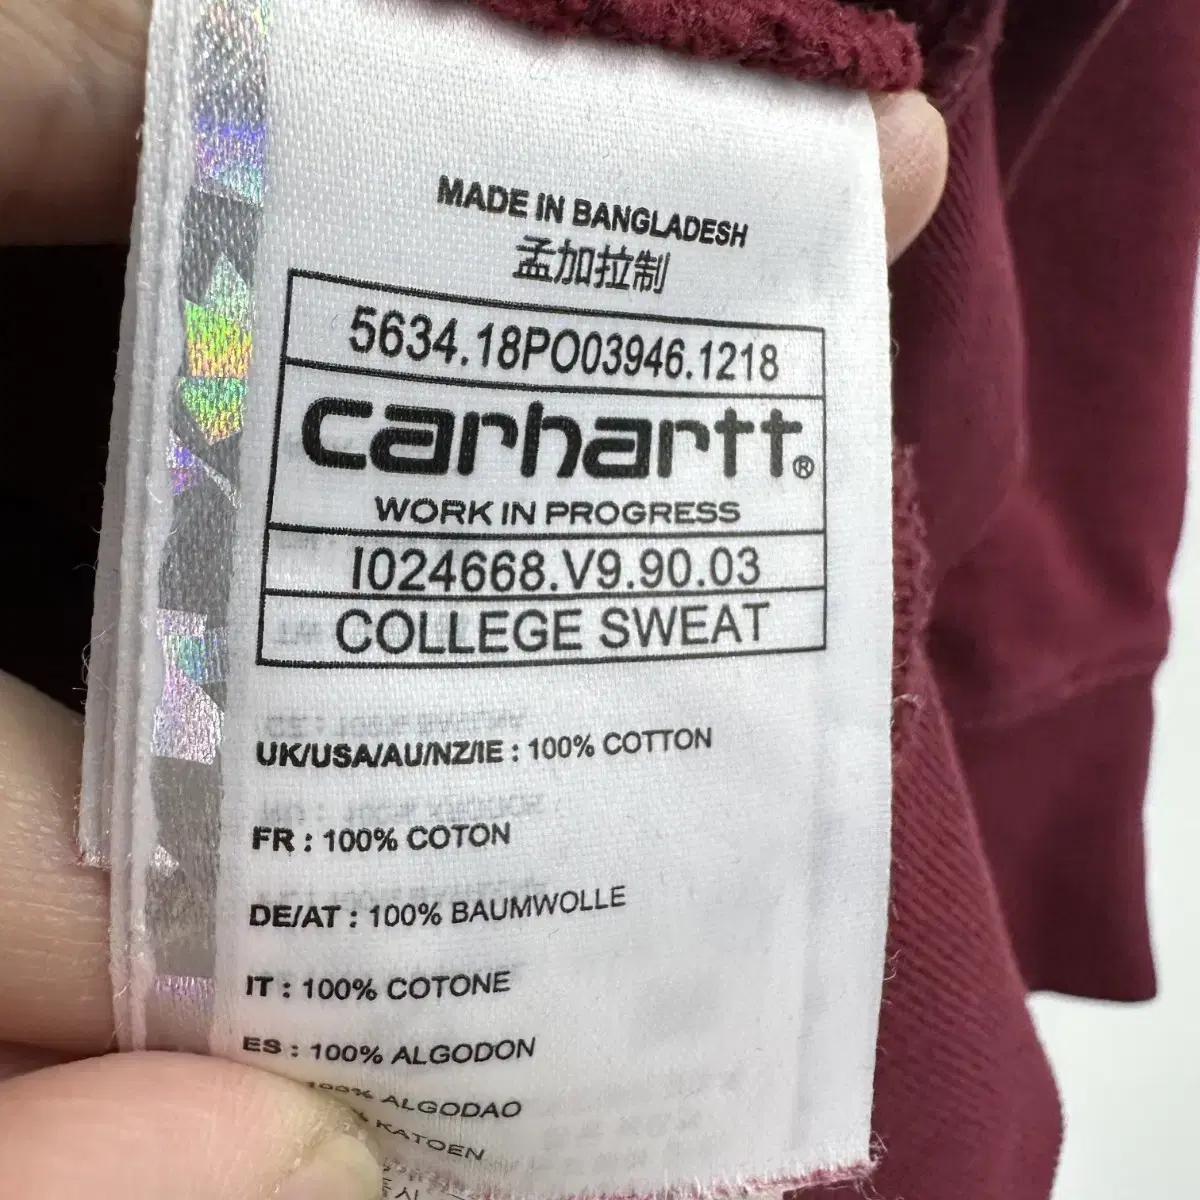 MADE IN BANGLADESH
孟加拉制
5634.18PO03946.1218
carhartt®
WORK IN PROGRESS
I024668.V9.90.03
COLLEGE SWEAT
UK/USA/AU/NZ/IE : 100% COTTON
FR : 100% COTON
DE/AT : 100% BAUMWOLLE
IT : 100% COTONE
ES : 100% ALGODON
100% ALGODAO
% KATOEN